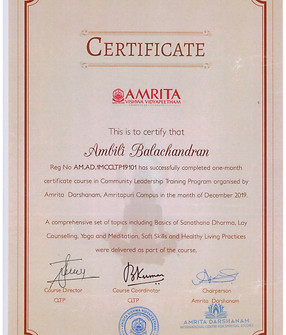 CERTIFICATE
AMRITA
VISHWA VIDYAPEETHAM
This is to certify that
Ambili Balachandran
Reg No AM.AD.1MCCLTP19101 has successfully completed one-month
certificate course in Community Leadership Training Program organised by
Amrita Darshanam, Amritapuri Campus in the month of December 2019.
A comprehensive set of topics including Basics of Sanathana Dharma, Lay
Counseling, Yoga and Meditation, Soft Skills and Healthy Living Practices
were delivered as part of the course.
Course Director
Course Coordinator
Chairperson
CLTP
CLTP
Amrita Darshanam
AMRITA DARSHANAM